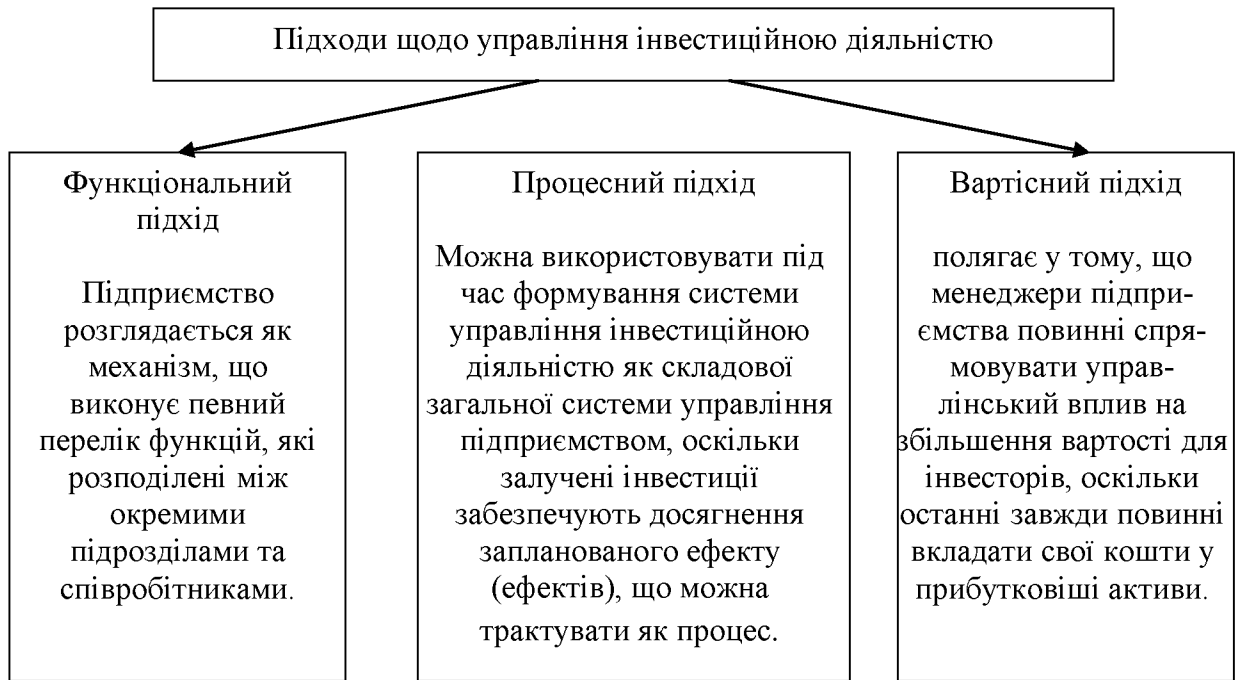 Підходи щодо управління інвестиційною діяльністю
Функціональний
підхід
Підприємство
розглядається як
механізм, що
виконує певний
перелік функцій, які
розподілені між
окремими
підрозділами та
співробітниками.
Процесний підхід
Можна використовувати під
час формування системи
управління інвестиційною
діяльністю як складової
загальної системи управління
підприємством, оскільки
залучені інвестиції
забезпечують досягнення
запланованого ефекту
(ефектів), що можна
трактувати як процес.
Вартісний підхід
полягає у тому, що
менеджери підпри-
ємства повинні спря-
мовувати управ-
лінський вплив на
збільшення вартості для
інвесторів, оскільки
останні завжди повинні
вкладати свої кошти у
прибутковіші активи.